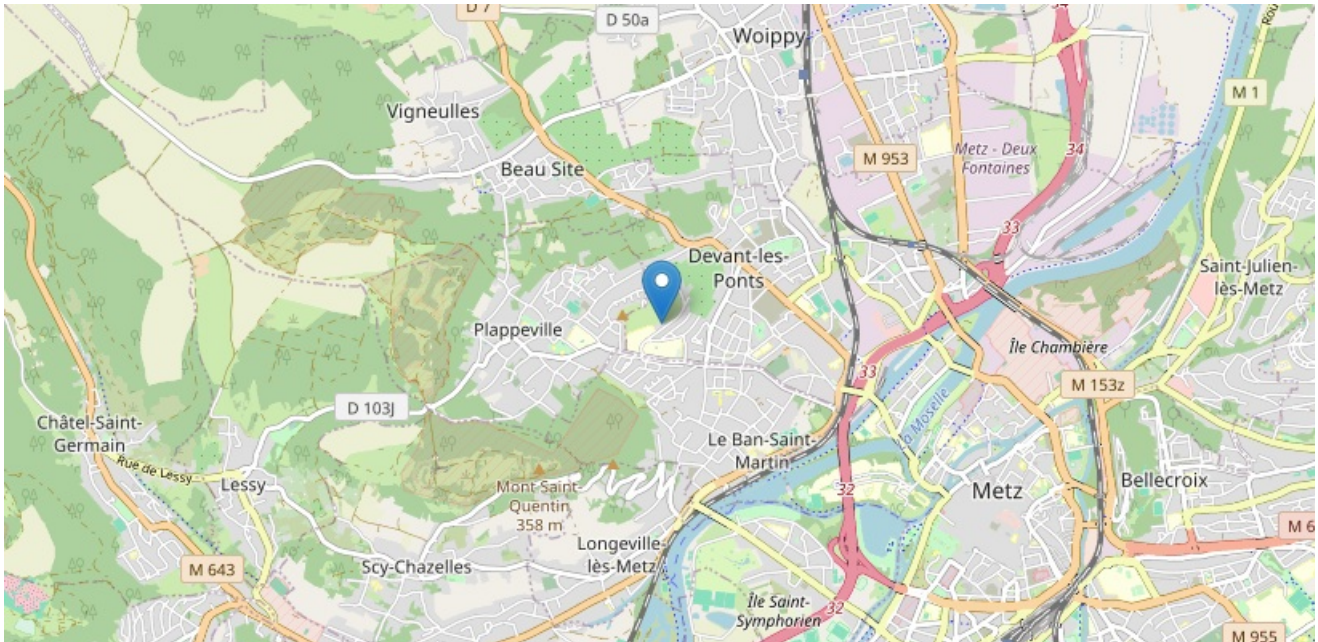 D 7
D 50a
Woippy
34
Rou
M 1
Vigneulles
M 953
Metz - Deux
Fontaines
34
Beau Site
33
Devant-les-
Ponts
Saint-Julien-
lès-Metz
Plappeville
Île Chambière
33
M 153z
D 103J
La Moselle
Châtel-Saint-
Germain
Le Ban-Saint-
Martin
Rue de Lessy
Lessy
Mont Saint-
Quentin
358 m
32
Metz
Bellecroix
M 6
Longeville-
lès-Metz
Scy-Chazelles
M 643
Île Saint-
Symphorien
32
M 955